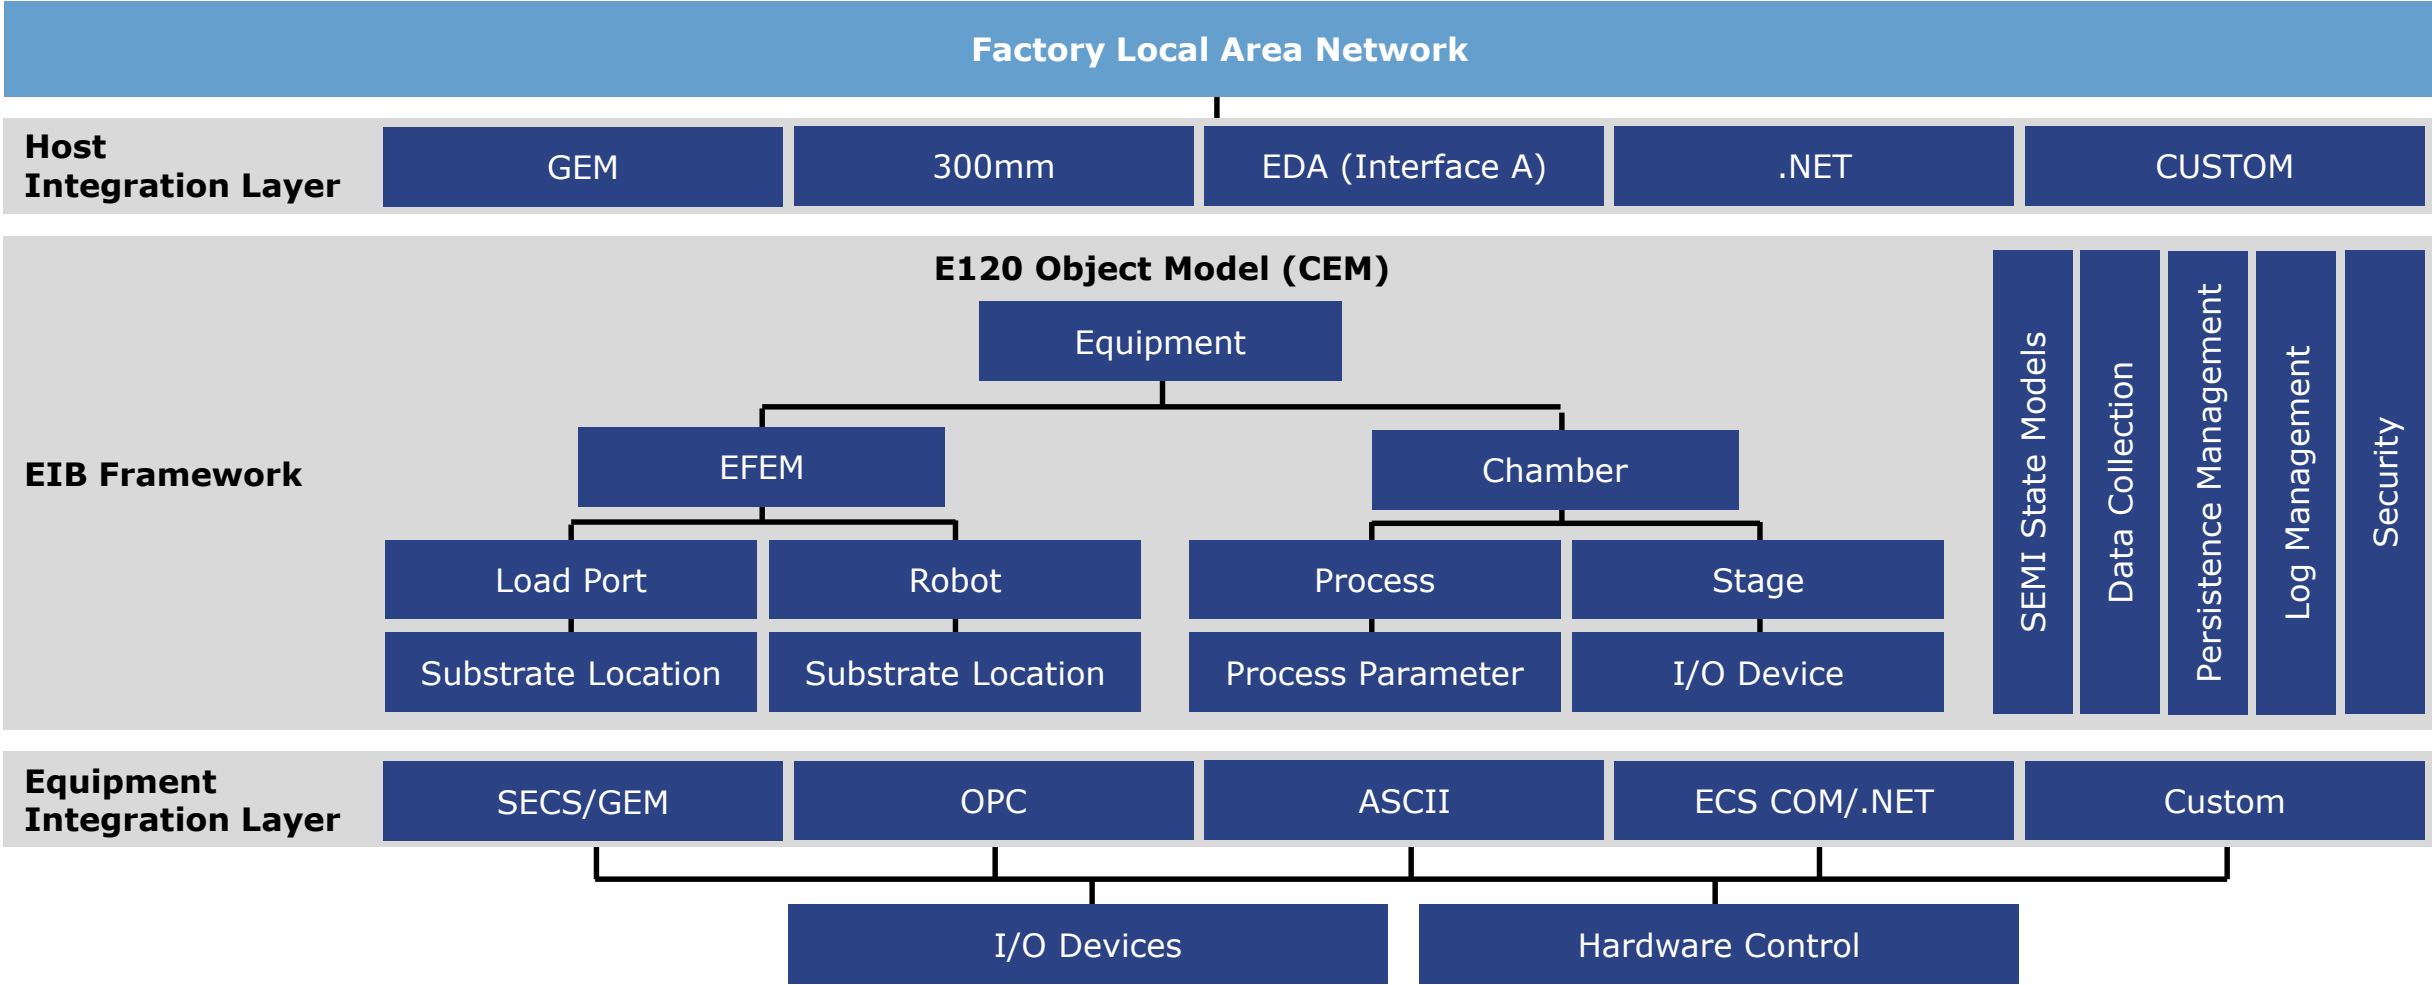 Factory Local Area Network
Host
Integration Layer
GEM
300mm
EDA (Interface A)
.NET
CUSTOM
E120 Object Model (CEM)
Equipment
EIB Framework
EFEM
Chamber
Load Port
Robot
Process
Stage
Substrate Location
Substrate Location
Process Parameter
I/O Device
SEMI State Models
Data Collection
Persistence Management
Log Management
Security
Equipment
Integration Layer
SECS/GEM
OPC
ASCII
ECS COM/.NET
Custom
I/O Devices
Hardware Control